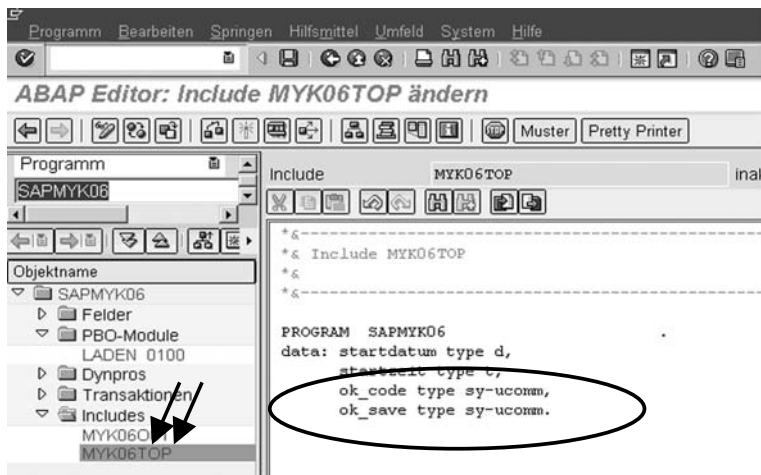 Programm Bearbeiten Springen Hilfsmittel Umfeld System Hilfe
ABAP Editor: Include MYK06TOP ändern
Muster Pretty Printer
Programm
SAPMYK06
Objektname
SAPMYK06
Felder
PBO-Module
LADEN 0100
Dynpros
Transaktionen
Includes
MYK06TOP
Include MYK06TOP
*&----------------------------------------------------
*& Include MYK06TOP
*&
*&----------------------------------------------------
PROGRAM SAPMYK06 .
data: startdatum type d,
startzeit type t,
ok_code type sy-ucomm,
ok_save type sy-ucomm.